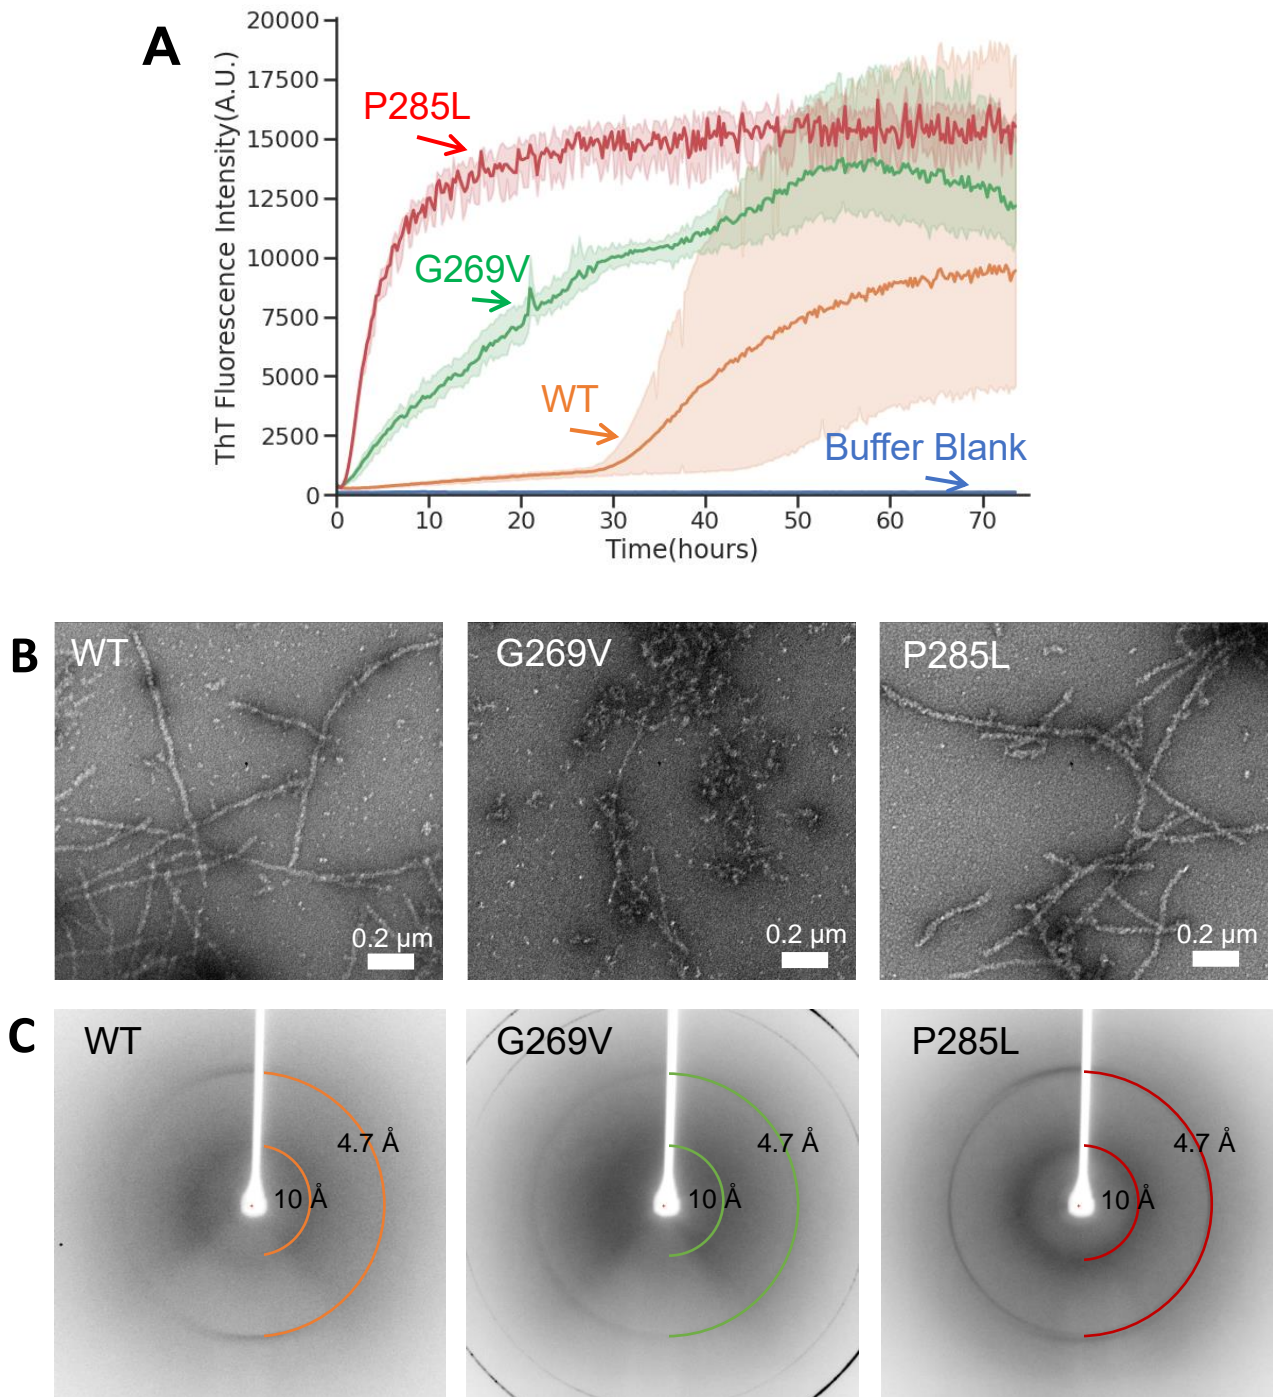 A
ThT Fluorescence Intensity(A.U.)
20000
17500
15000
12500
10000
7500
5000
2500
0
P285L
G269V
WT
Buffer Blank
0 10 20 30 40 50 60 70
Time(hours)
B
WT
0.2 µm
G269V
0.2 µm
P285L
0.2 µm
C
WT
4.7 Å
10 Å
G269V
4.7 Å
10 Å
P285L
4.7 Å
10 Å